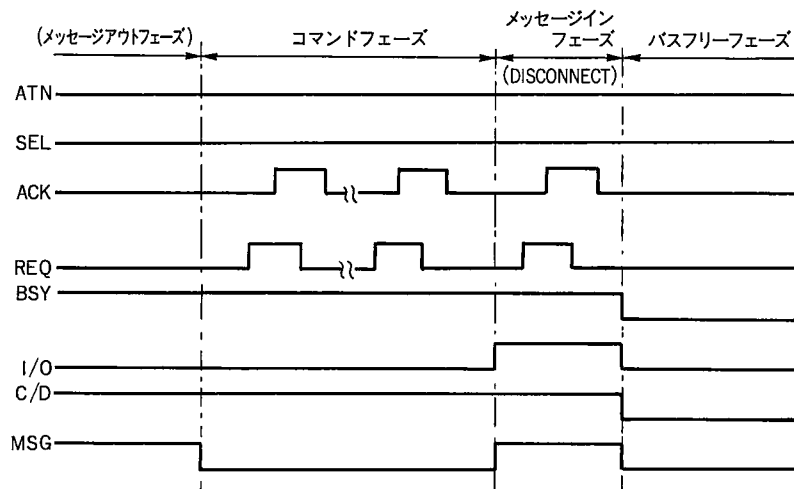 (メッセージアウトフェーズ)
コマンドフェーズ
メッセージイン
フェーズ
バスフリーフェーズ
(DISCONNECT)
ATN
SEL
ACK
REQ
BSY
I/O
C/D
MSG